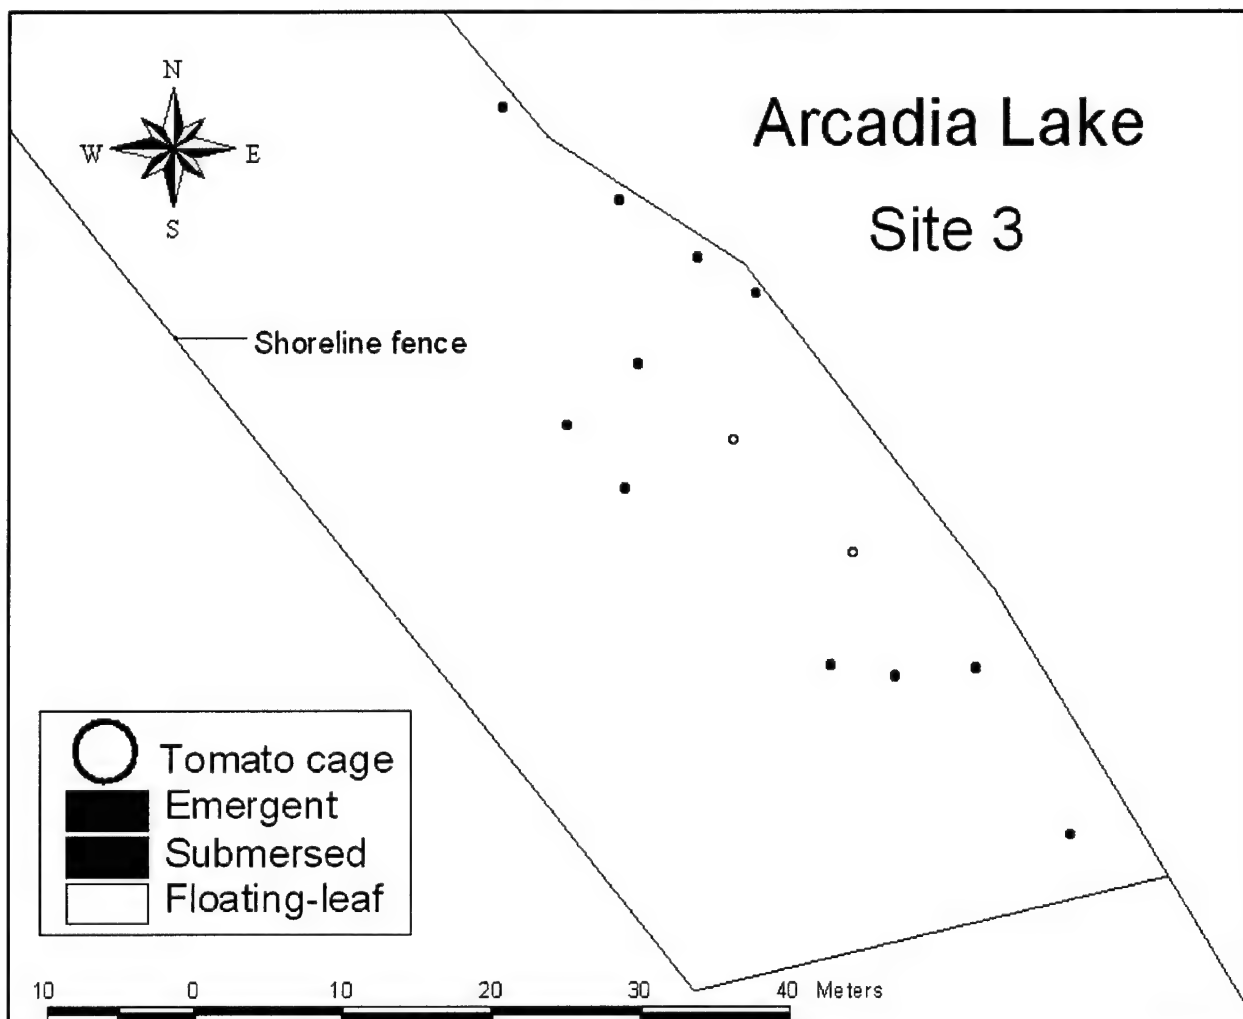 N
W E
S
Arcadia Lake
Site 3
Shoreline fence
Tomato cage
Emergent
Submersed
Floating-leaf
10 0 10 20 30 40 Meters